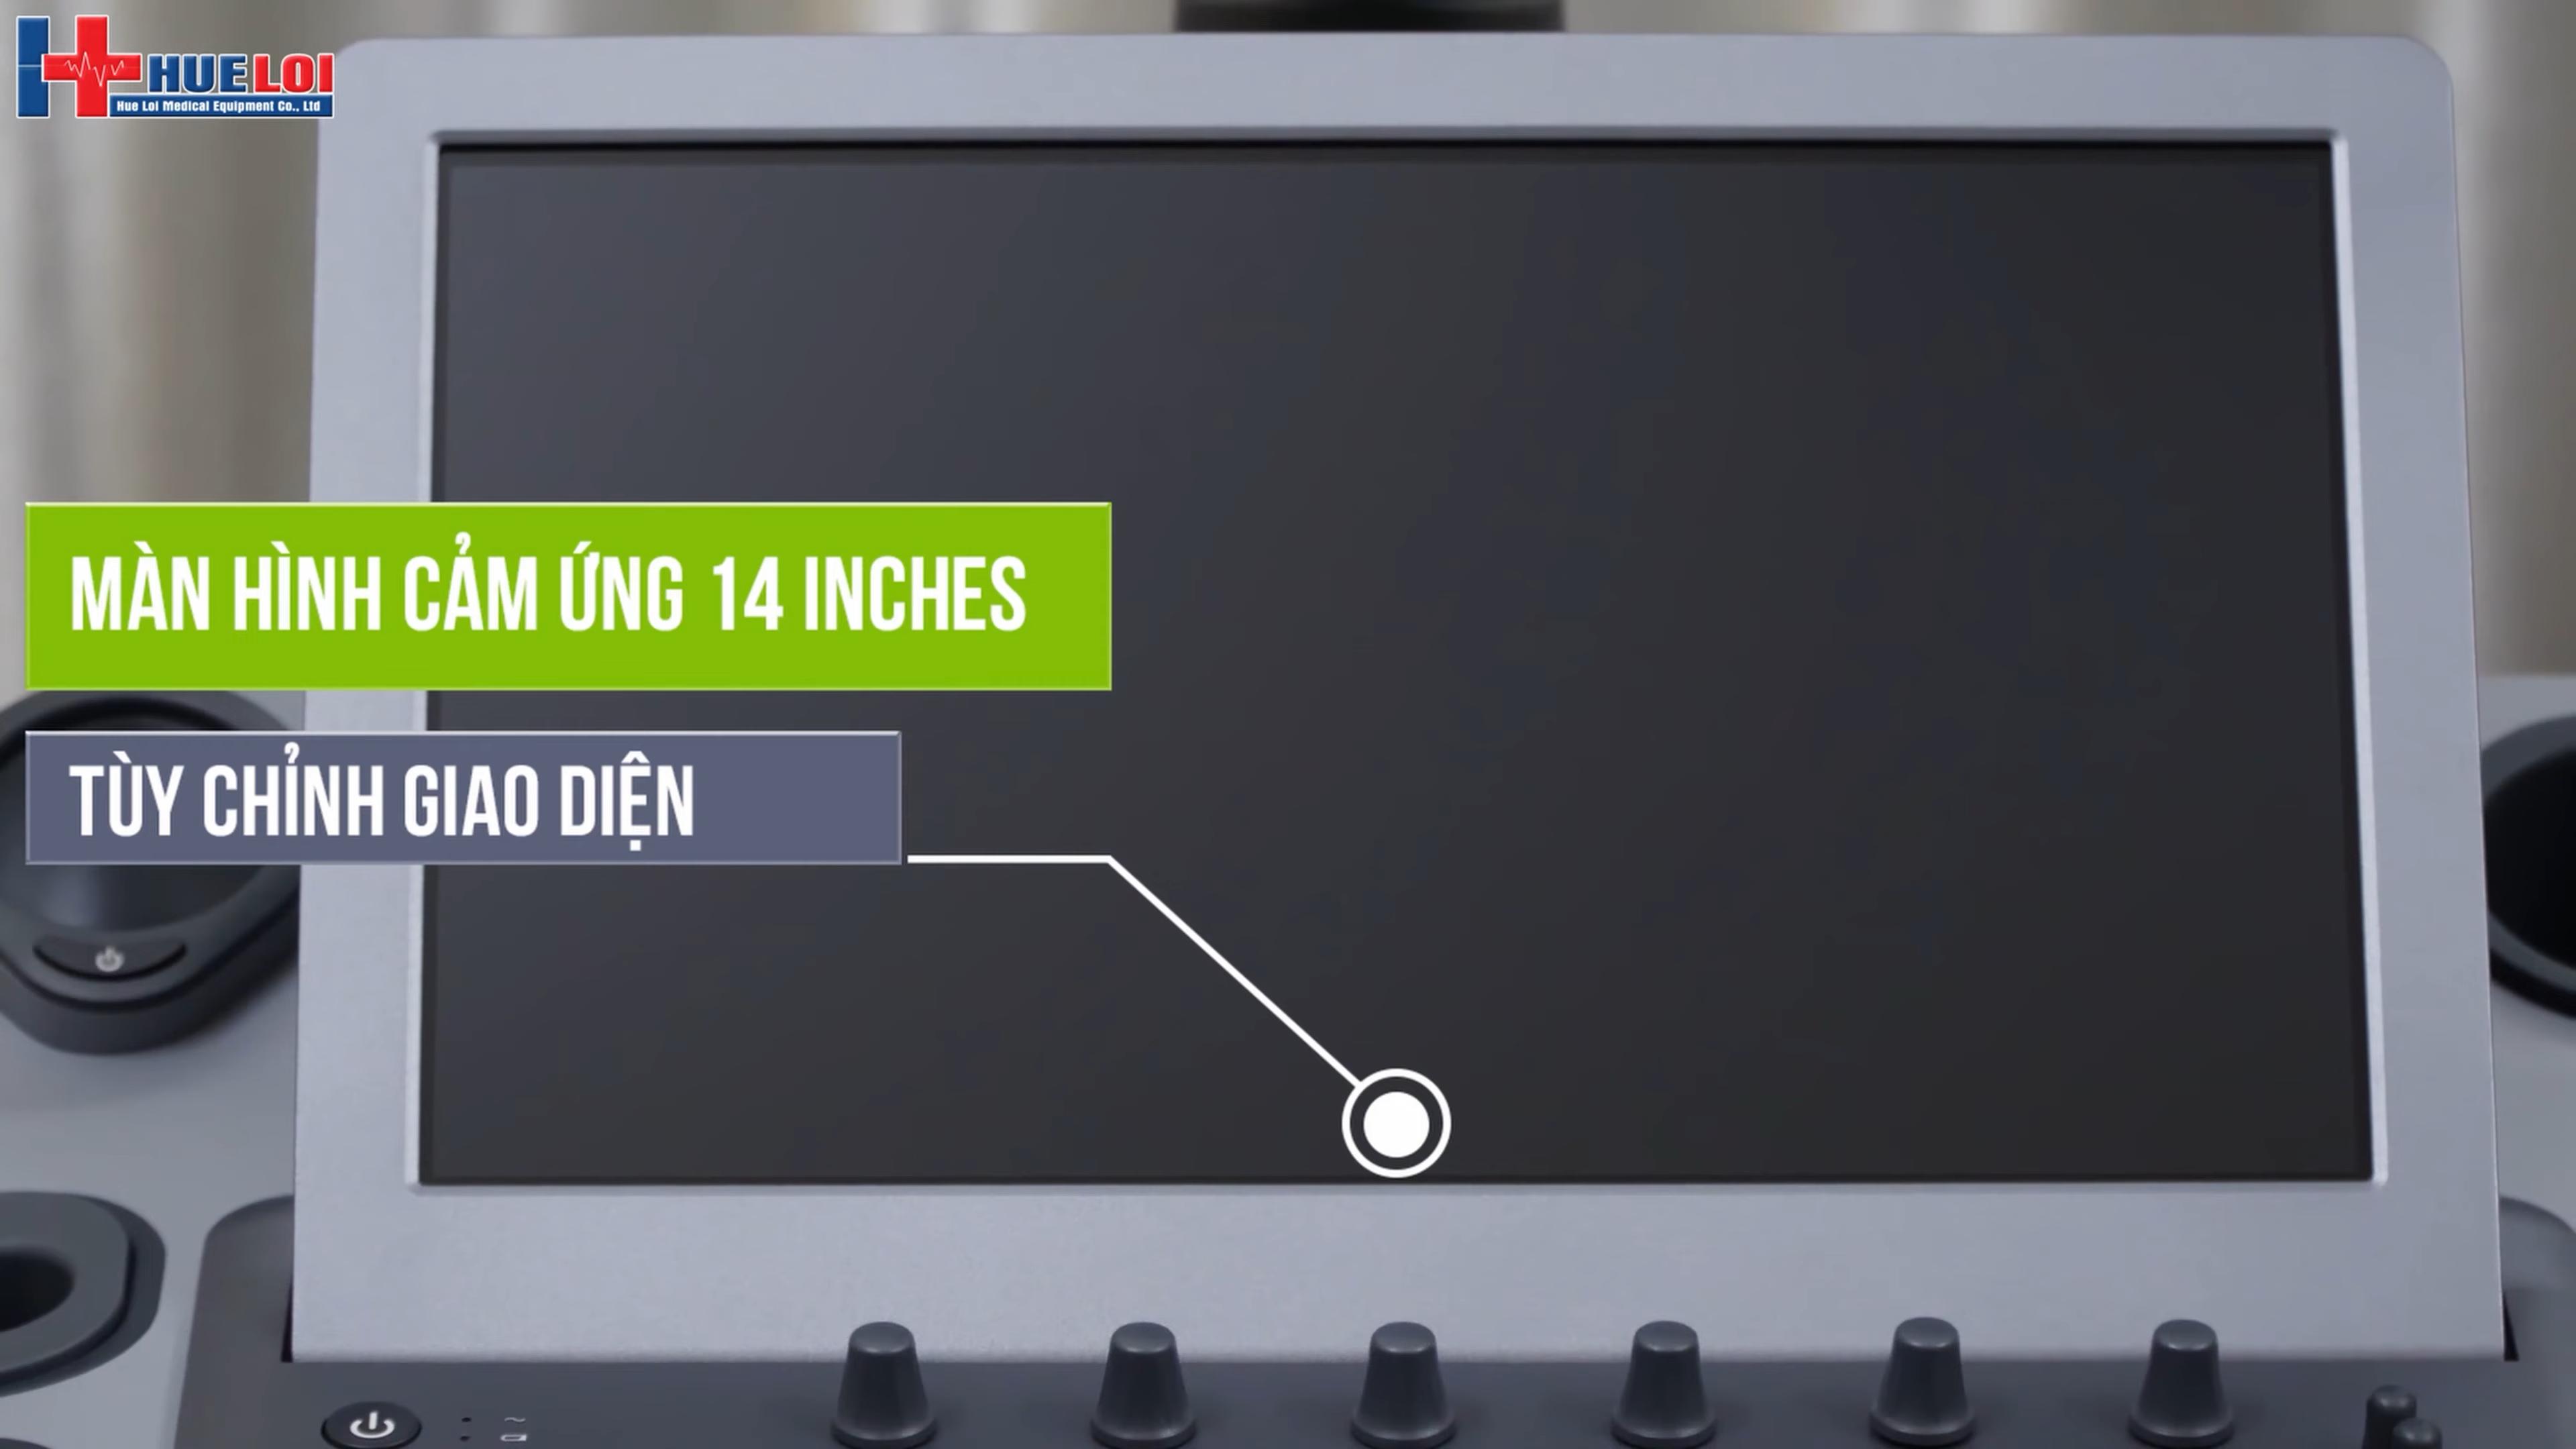 HUE LOI
Hue Loi Medical Equipment Co., Ltd
MÀN HÌNH CẢM ỨNG 14 INCHES
TÙY CHỈNH GIAO DIỆN